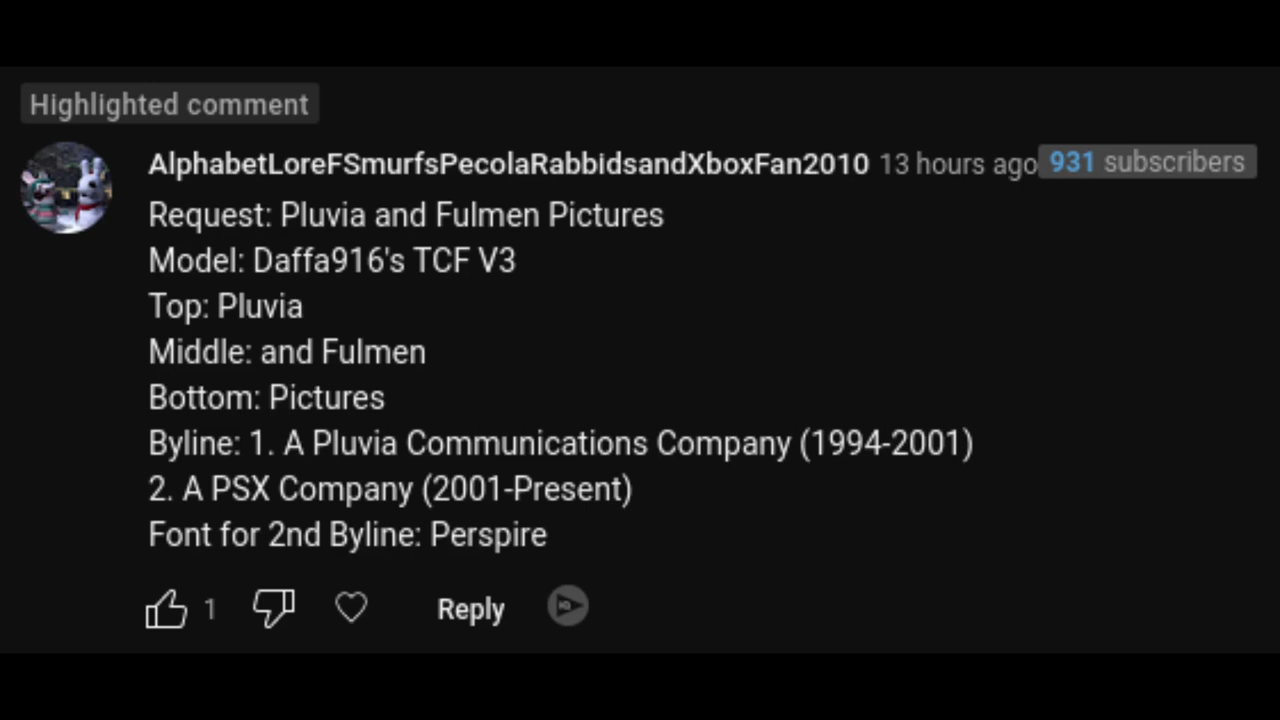 Highlighted comment
AlphabetLoreFSmurfsPecolaRabbidsandXboxFan2010 13 hours ago 931 subscribers
Request: Pluvia and Fulmen Pictures
Model: Daffa916's TCF V3
Top: Pluvia
Middle: and Fulmen
Bottom: Pictures
Byline: 1. A Pluvia Communications Company (1994-2001)
2. A PSX Company (2001-Present)
Font for 2nd Byline: Perspire
1 Reply